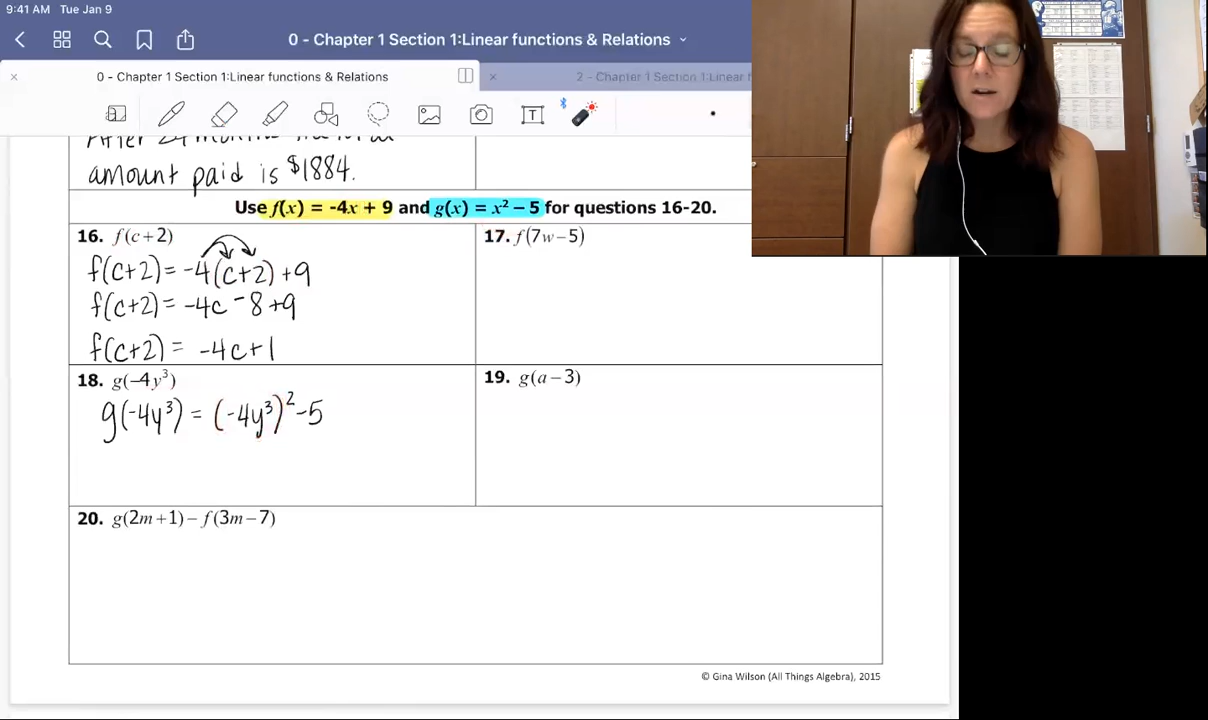 9:41 AM Tue Jan 9
0 - Chapter 1 Section 1:Linear functions & Relations
0 - Chapter 1 Section 1:Linear functions & Relations
2 - Chapter 1 Section 1:Linear functions & Relations
T
amount paid is $1884.
Use f(x) = -4x + 9 and g(x) = x² − 5 for questions 16-20.
16. f(c+2)
f(c+2) = -4(c+2) +9
f(c+2) = -4c - 8 +9
f(c+2) = -4c+1
17. f(7w−5)
18. g(−4y³)
g(-4y³) = (-4y³)² -5
19. g(a−3)
20. g(2m+1) − f(3m−7)
© Gina Wilson (All Things Algebra), 2015